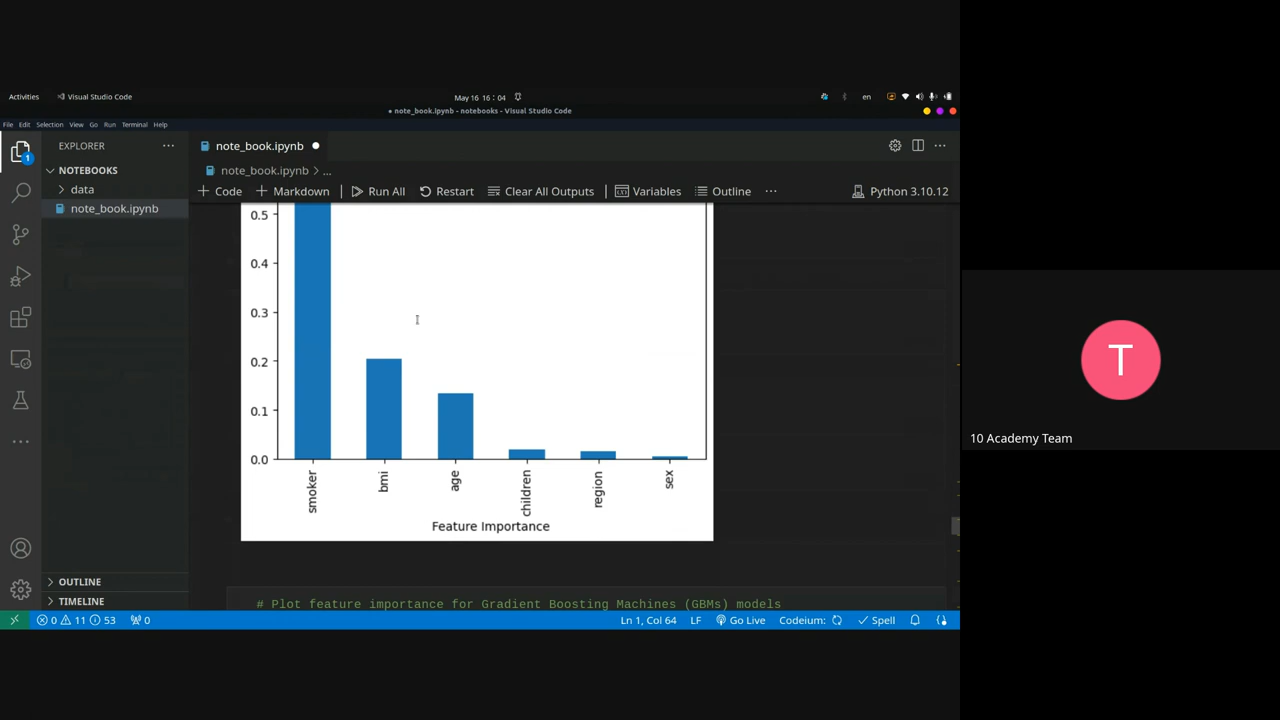 Activities
Visual Studio Code
May 16 16 : 04
en
● note_book.ipynb - notebooks - Visual Studio Code
File Edit Selection View Go Run Terminal Help
EXPLORER
note_book.ipynb
NOTEBOOKS
note_book.ipynb > ...
data
Code
Markdown
Run All
Restart
Clear All Outputs
Variables
Outline
Python 3.10.12
note_book.ipynb
1
0.5
0.4
0.3
0.2
0.1
0.0
smoker
bmi
age
children
region
sex
Feature Importance
# Plot feature importance for Gradient Boosting Machines (GBMs) models
OUTLINE
TIMELINE
0 11 53 0
Ln 1, Col 64
LF
Go Live
Codeium:
Spell
T
10 Academy Team